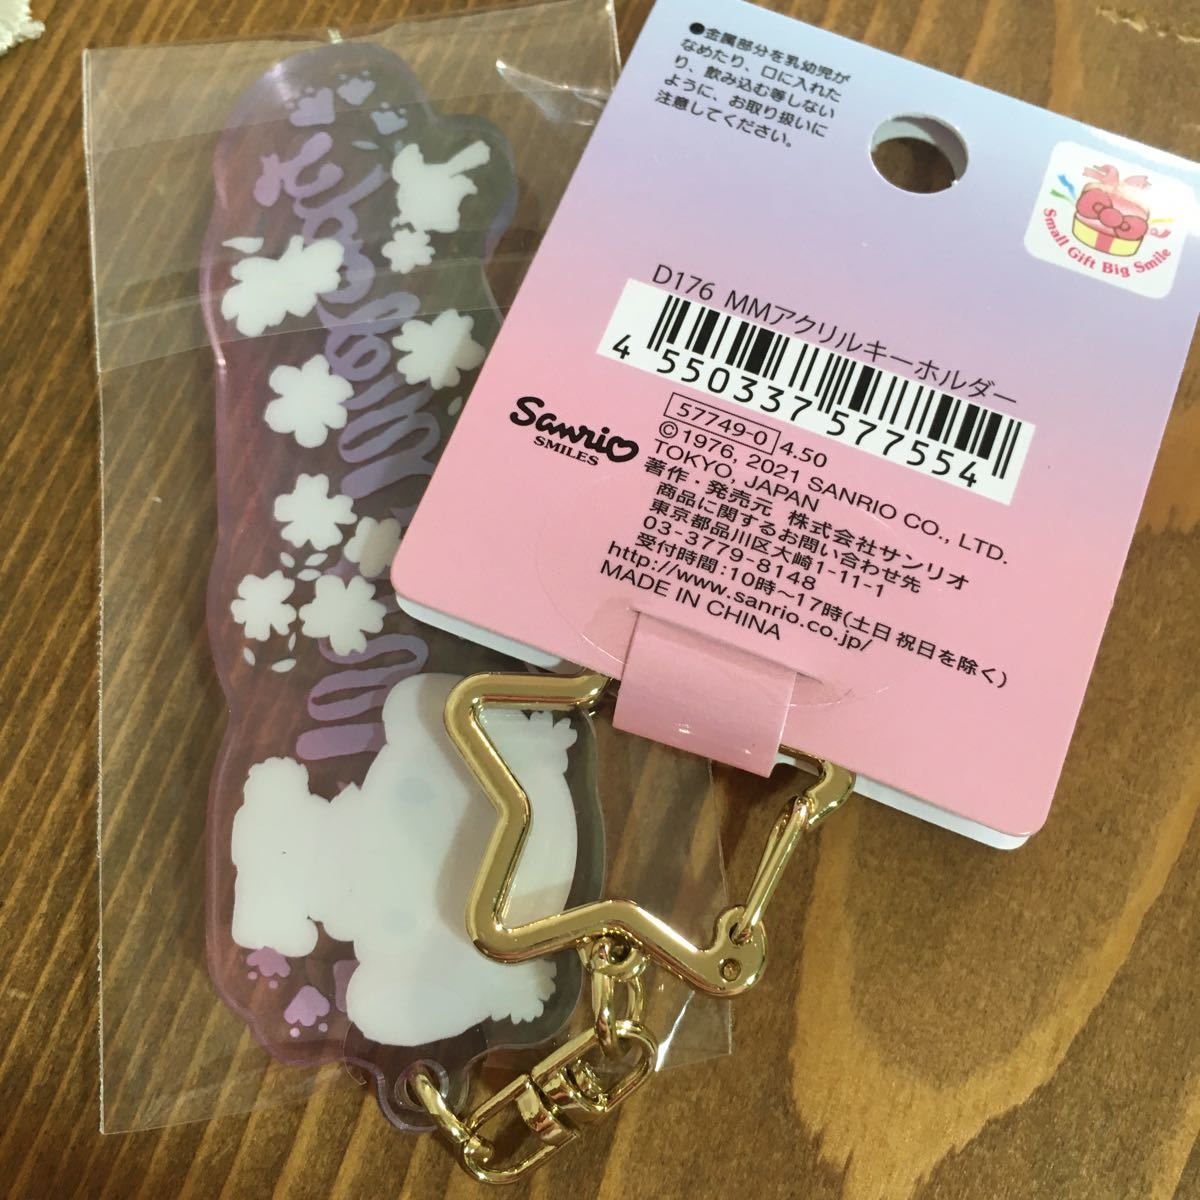 ●金属部分を乳幼児が
なめたり、口に入れた
り、飲み込む等しない
ように、お取り扱いに
注意してください。
Small Gift Big Smile
D176 MMアクリルキーホルダー
4 550337 577554
Sanrio
SMILES
57749-0 4.50
©1976, 2021 SANRIO CO., LTD.
TOKYO, JAPAN
著作・発売元 株式会社サンリオ
商品に関するお問い合わせ先
東京都品川区大崎1-11-1
03-3779-8148
受付時間:10時〜17時(土日祝日を除く)
http://www.sanrio.co.jp/
MADE IN CHINA